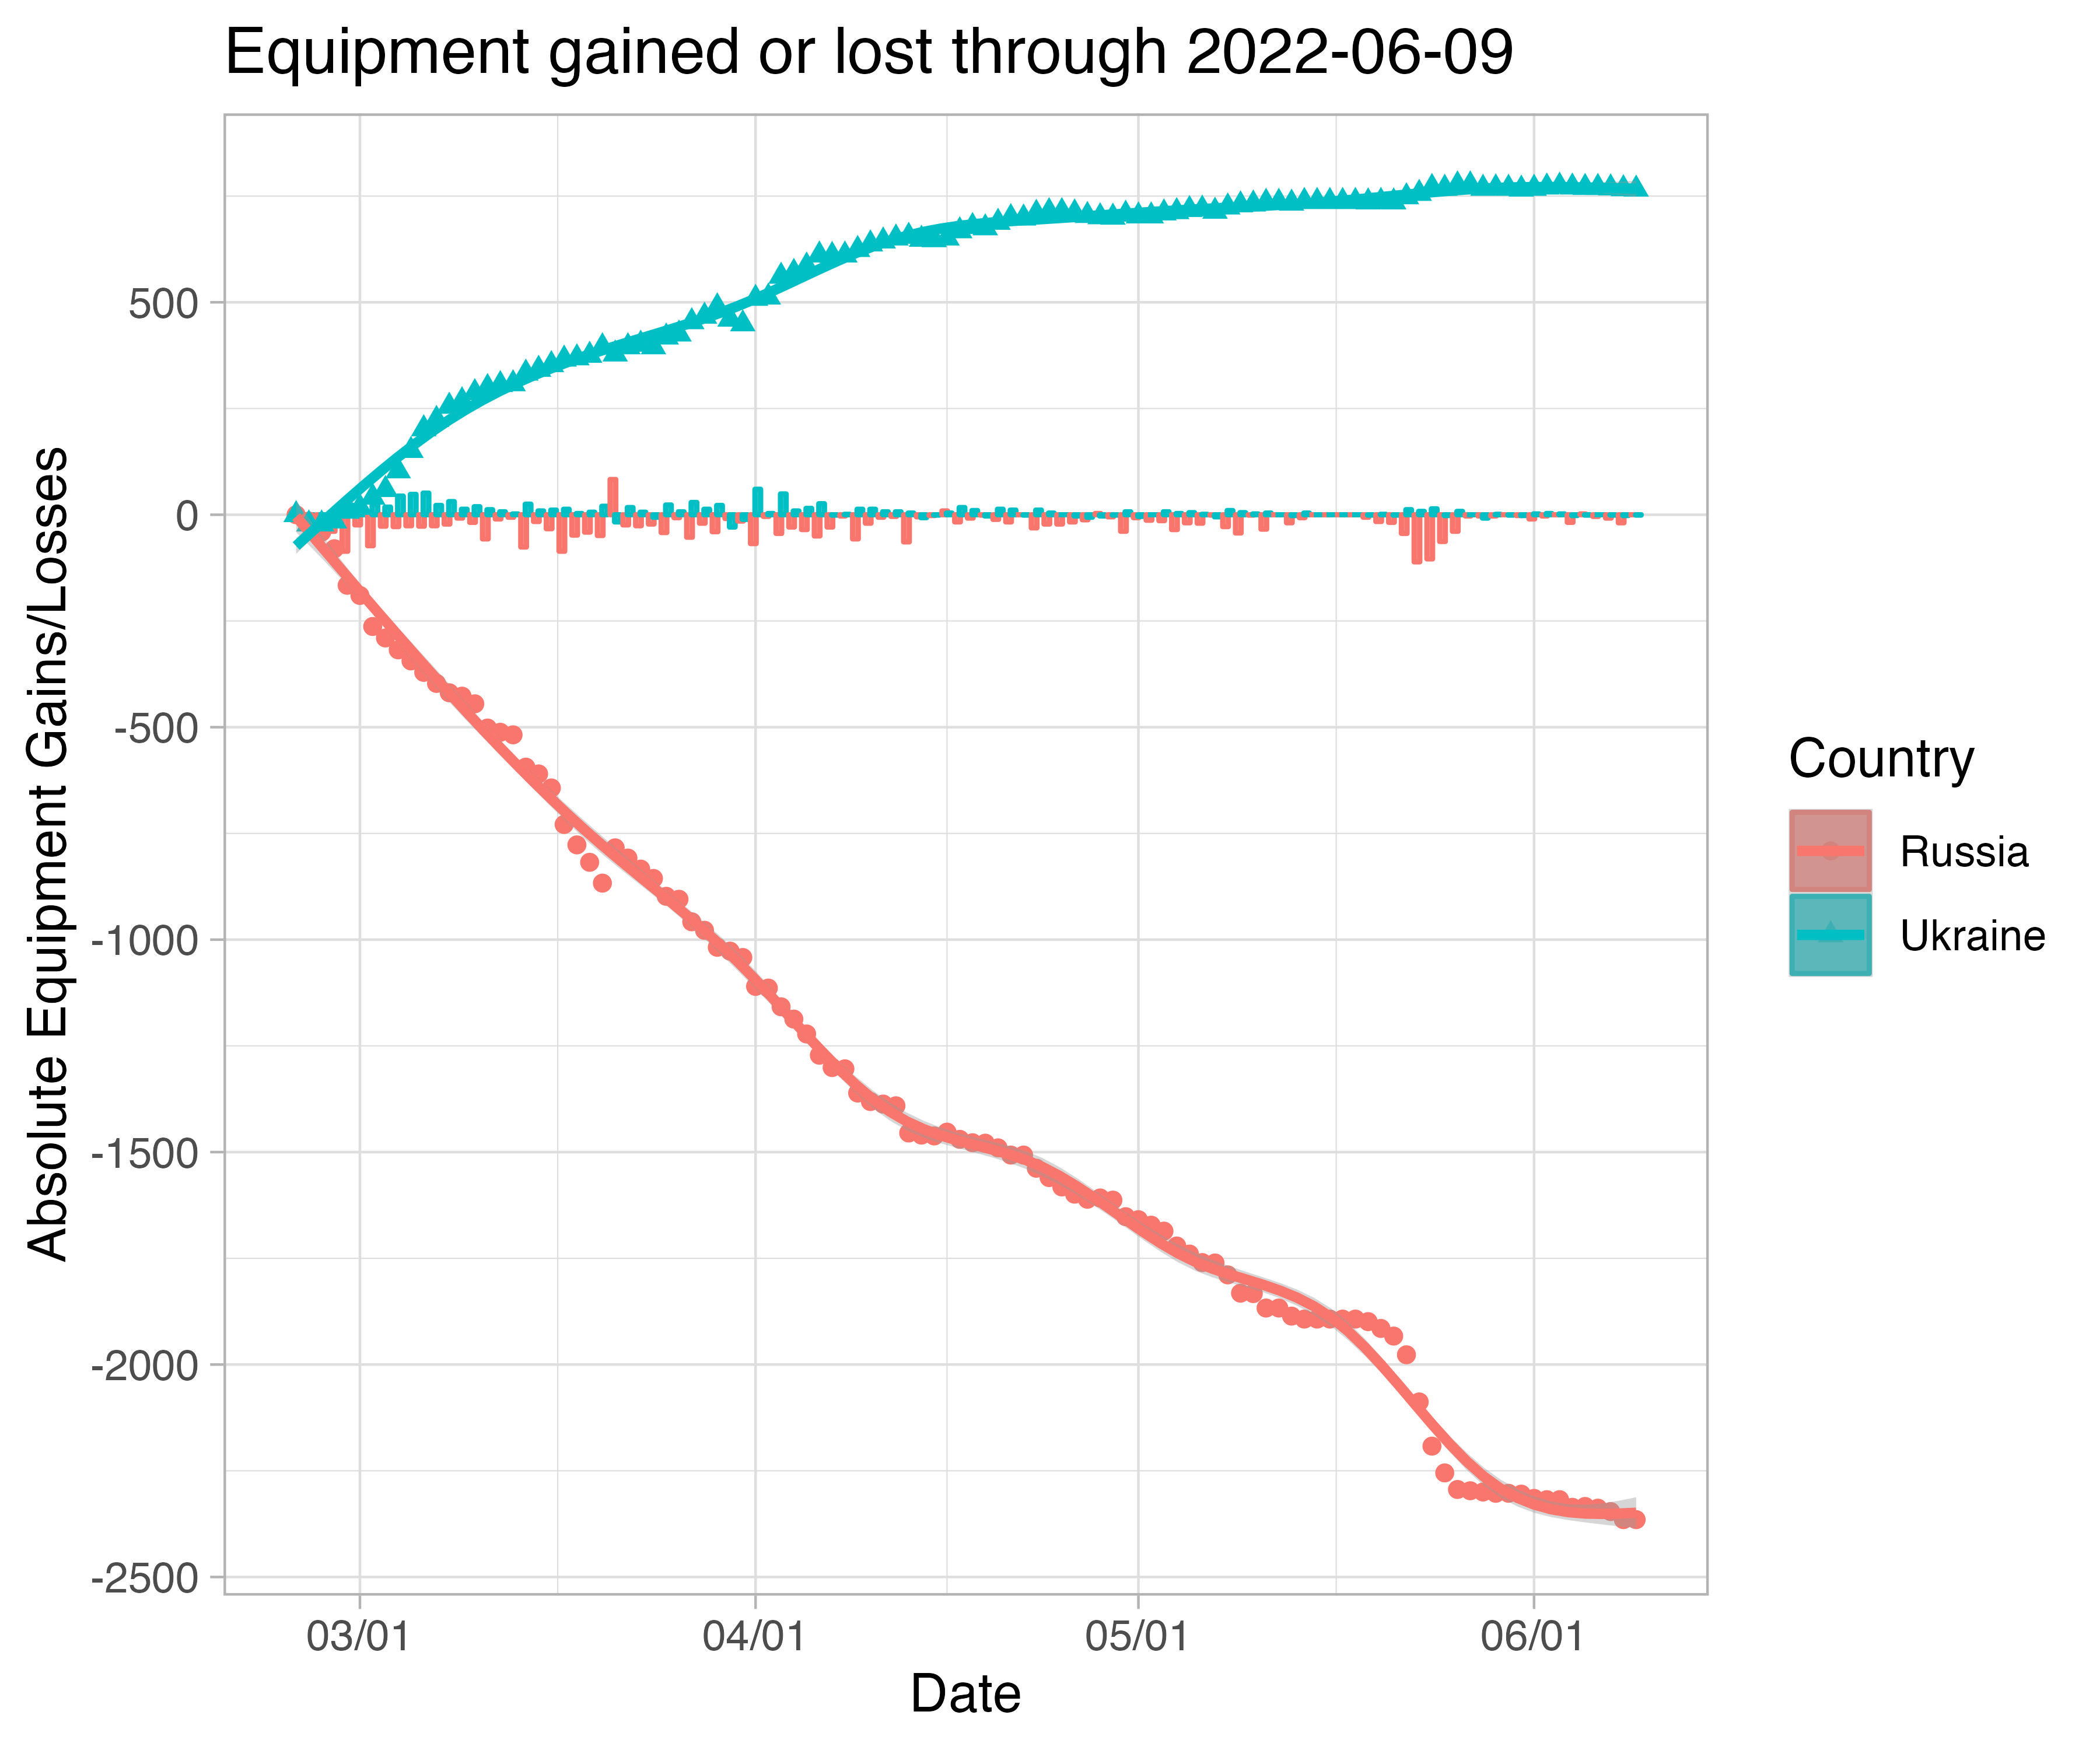 Equipment gained or lost through 2022-06-09
Absolute Equipment Gains/Losses
500
0
-500
-1000
-1500
-2000
-2500
03/01
04/01
05/01
06/01
Date
Country
Russia
Ukraine